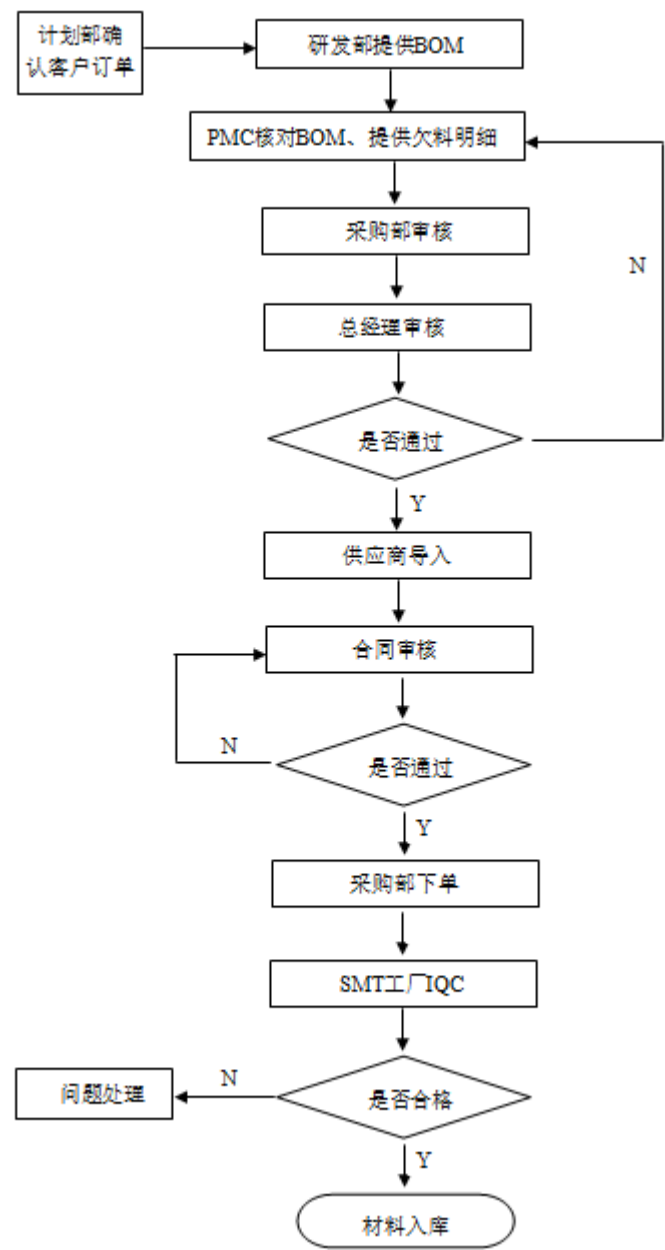 计划部确
认客户订单
研发部提供BOM
PMC核对BOM、提供欠料明细
采购部审核
N
总经理审核
是否通过
Y
供应商导入
合同审核
N
是否通过
Y
采购部下单
SMT工厂IQC
问题处理
N
是否合格
Y
材料入库